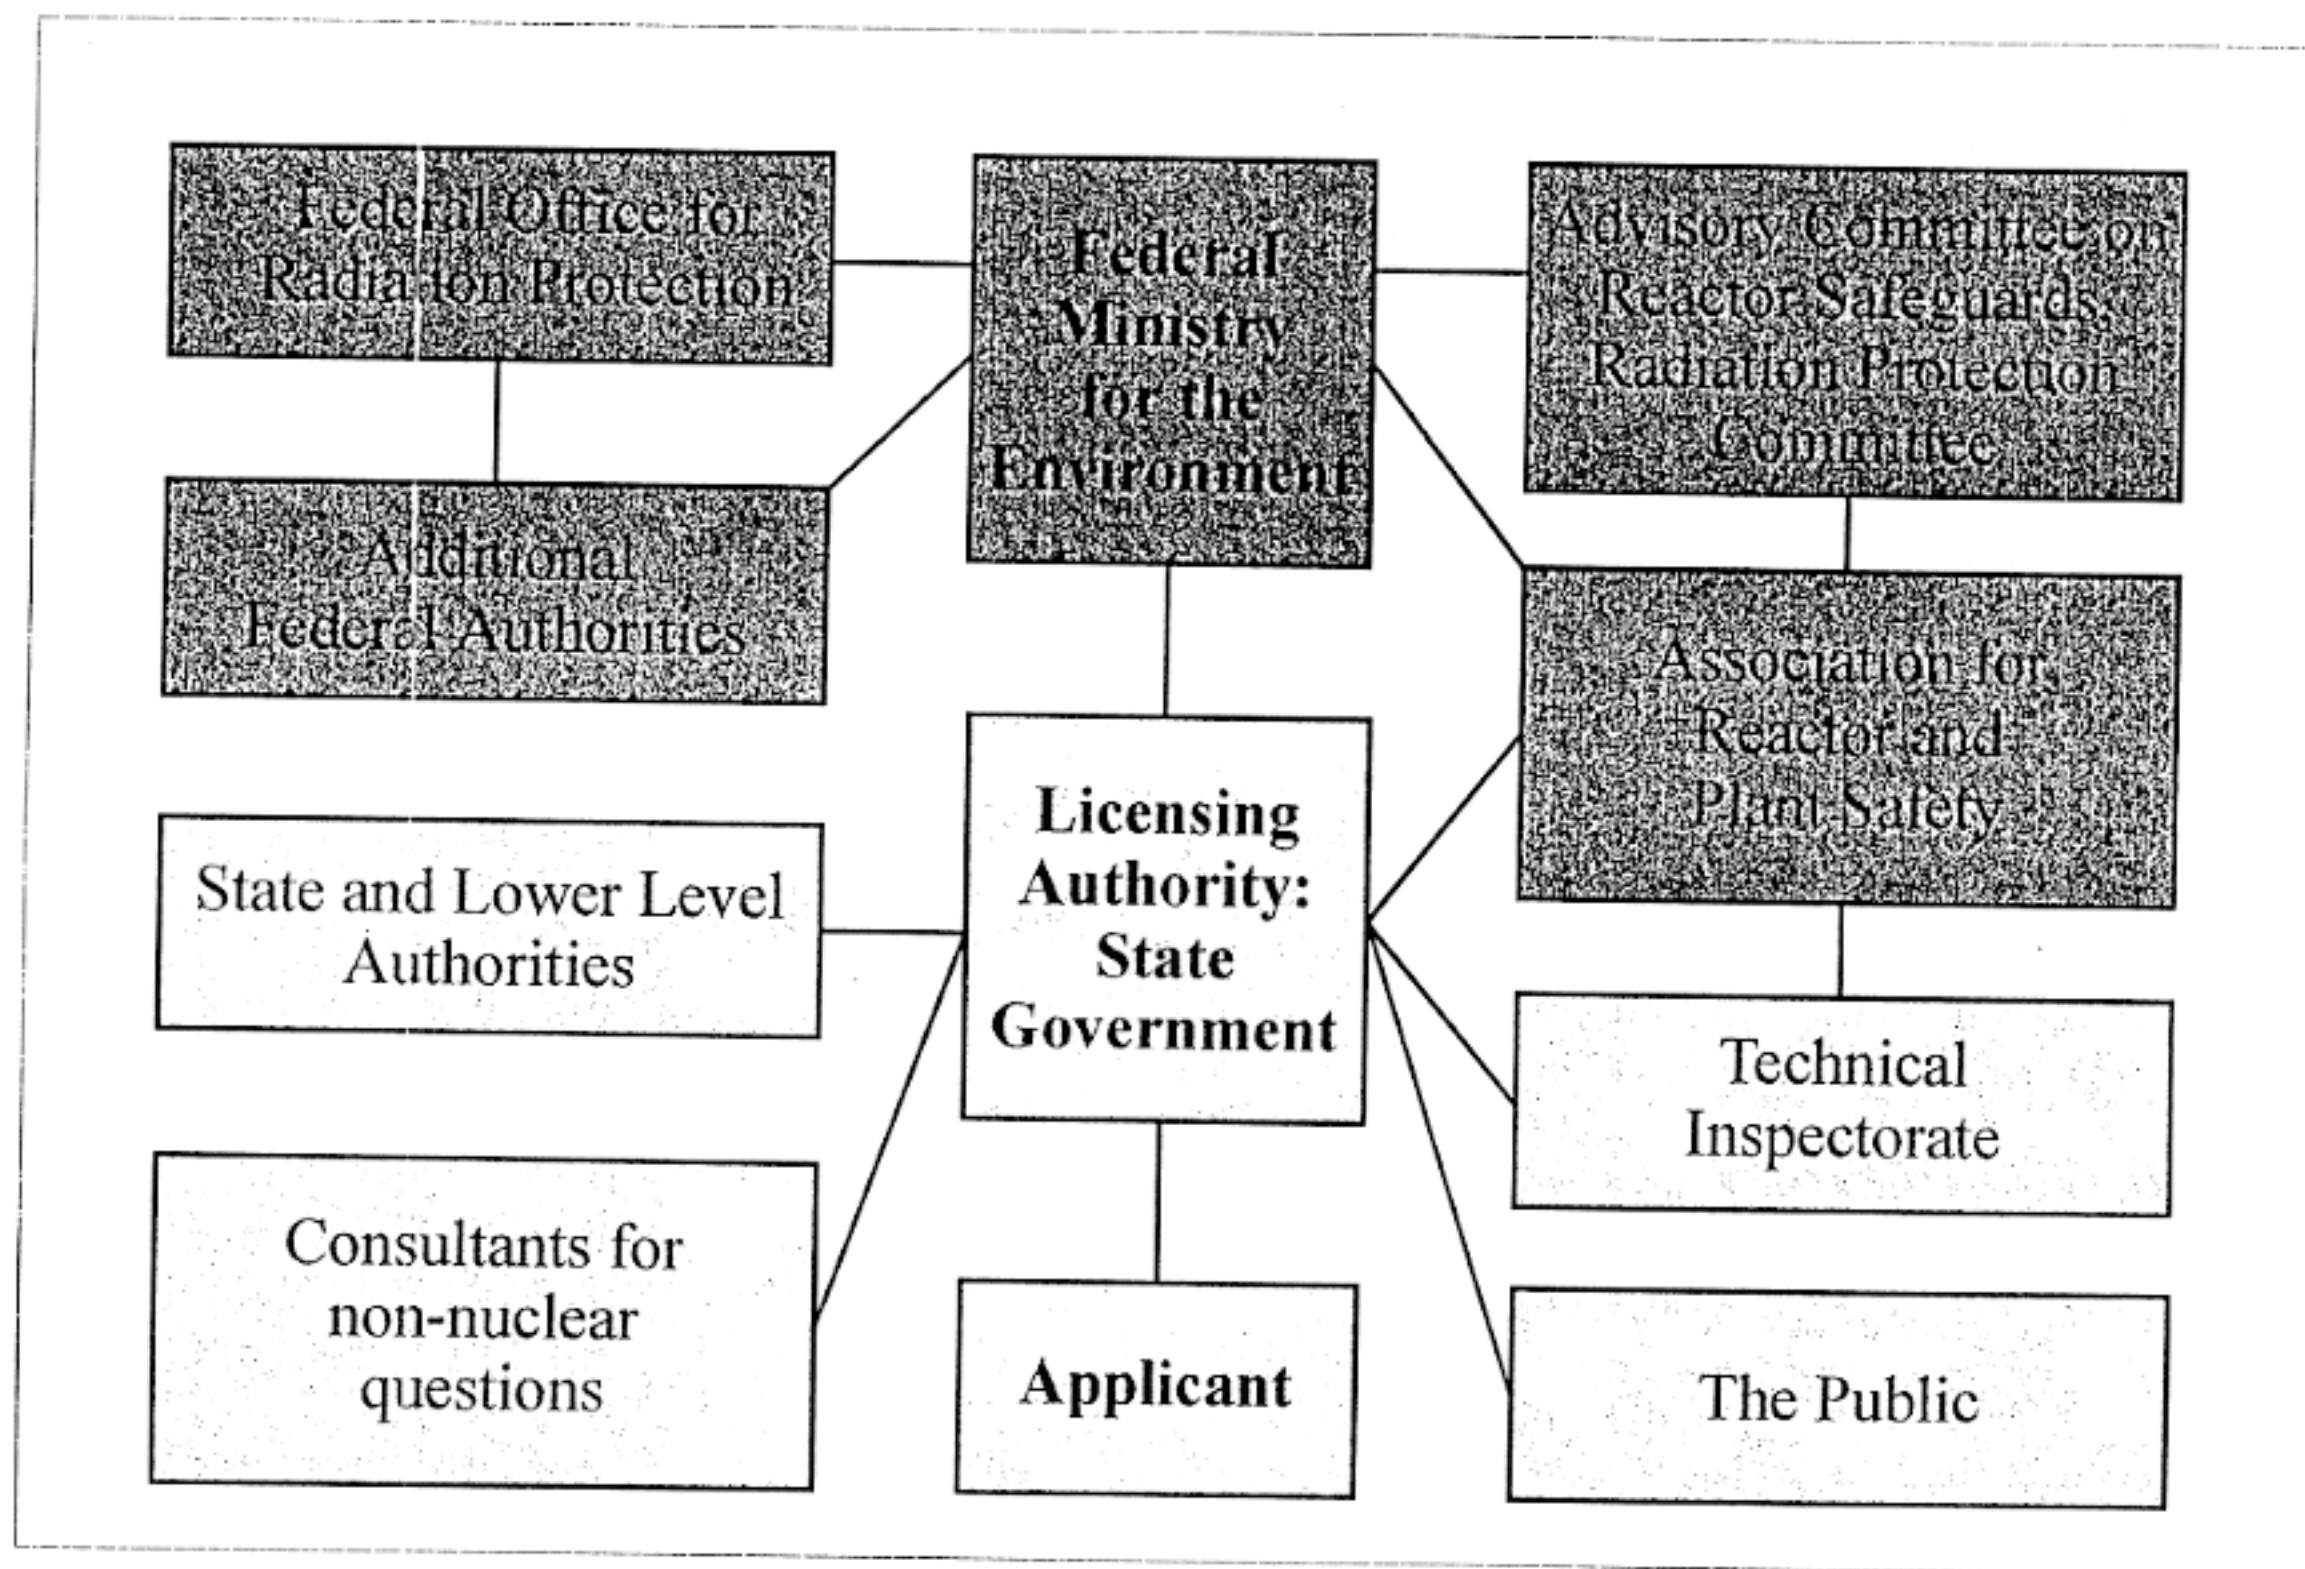 Federal Office for
Radiation Protection
Federal
Ministry
for the
Environment
Advisory Committee on
Reactor Safeguards,
Radiation Protection
Committee
Additional
Federal Authorities
Association for
Reactor and
Plant Safety
Licensing
Authority:
State
Government
State and Lower Level
Authorities
Technical
Inspectorate
Consultants for
non-nuclear
questions
Applicant
The Public